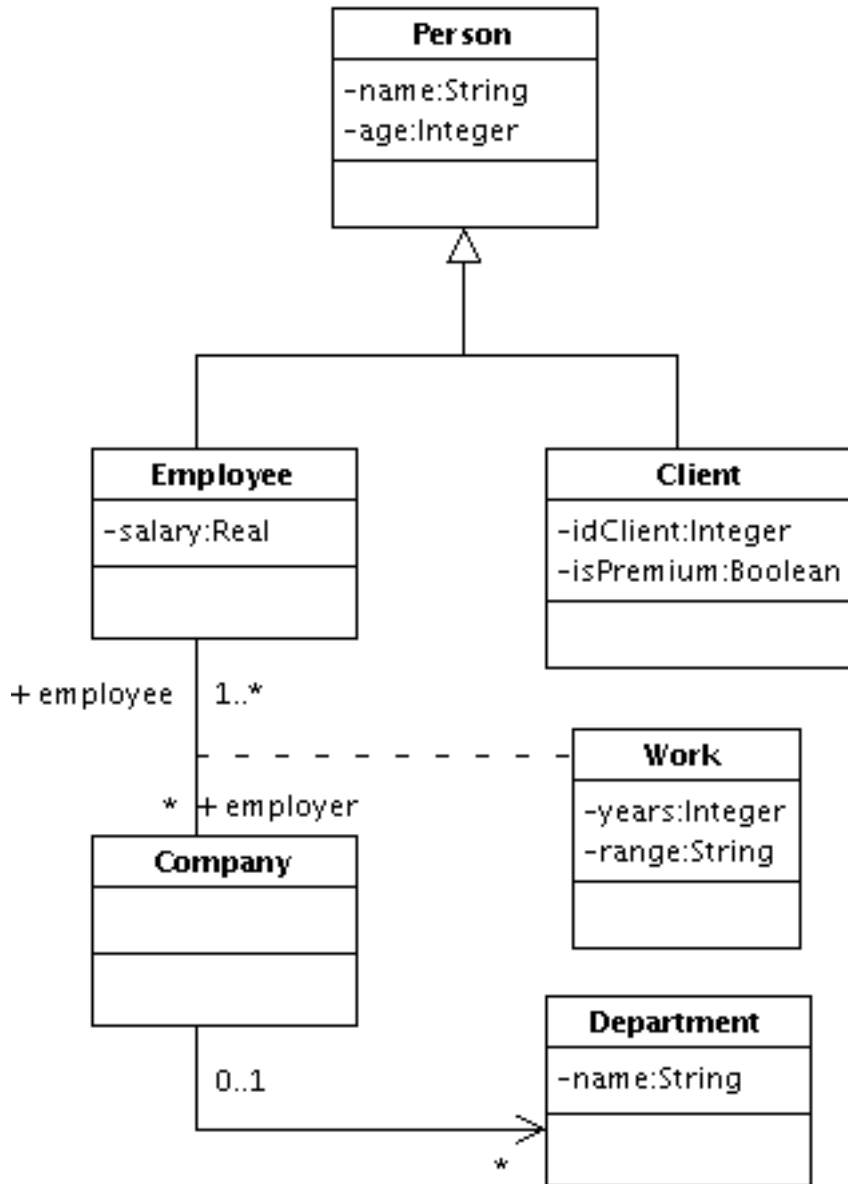 Person
-name:String
-age:Integer
Employee
-salary:Real
Client
-idClient:Integer
-isPremium:Boolean
+ employee 1..*
Work
-years:Integer
-range:String
* + employer
Company
Department
-name:String
0..1
*